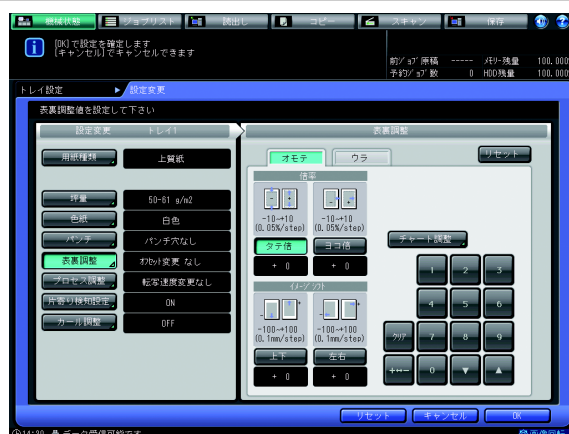 機械状態 ジョブリスト 読出し コピー スキャン 保存
[OK]で設定を確定します
[キャンセル]でキャンセルできます
前ジョブ原稿 ----- メモリ-残量 100.000
予約ジョブ数 0 HDD残量 100.000
トレイ設定 設定変更
表裏調整値を設定して下さい
設定変更 トレイ1 表裏調整
用紙種類 上質紙
坪量 50-61 g/m2
色紙 白色
パンチ パンチ穴なし
表裏調整 オフセット変更 なし
プロセス調整 転写速度変更なし
片寄り検知設定 ON
カール調整 OFF
オモテ ウラ リセット
倍率
-10~+10 -10~+10
(0.05%/step) (0.05%/step)
タテ倍 ヨコ倍
+ 0 + 0
イメージ シフト
-100~+100 -100~+100
(0.1mm/step) (0.1mm/step)
上下 左右
+ 0 + 0
チャート調整
1 2 3
4 5 6
クリア 7 8 9
+↔- 0 ▼ ▲
リセット キャンセル OK
データ受信可能です 画像回転